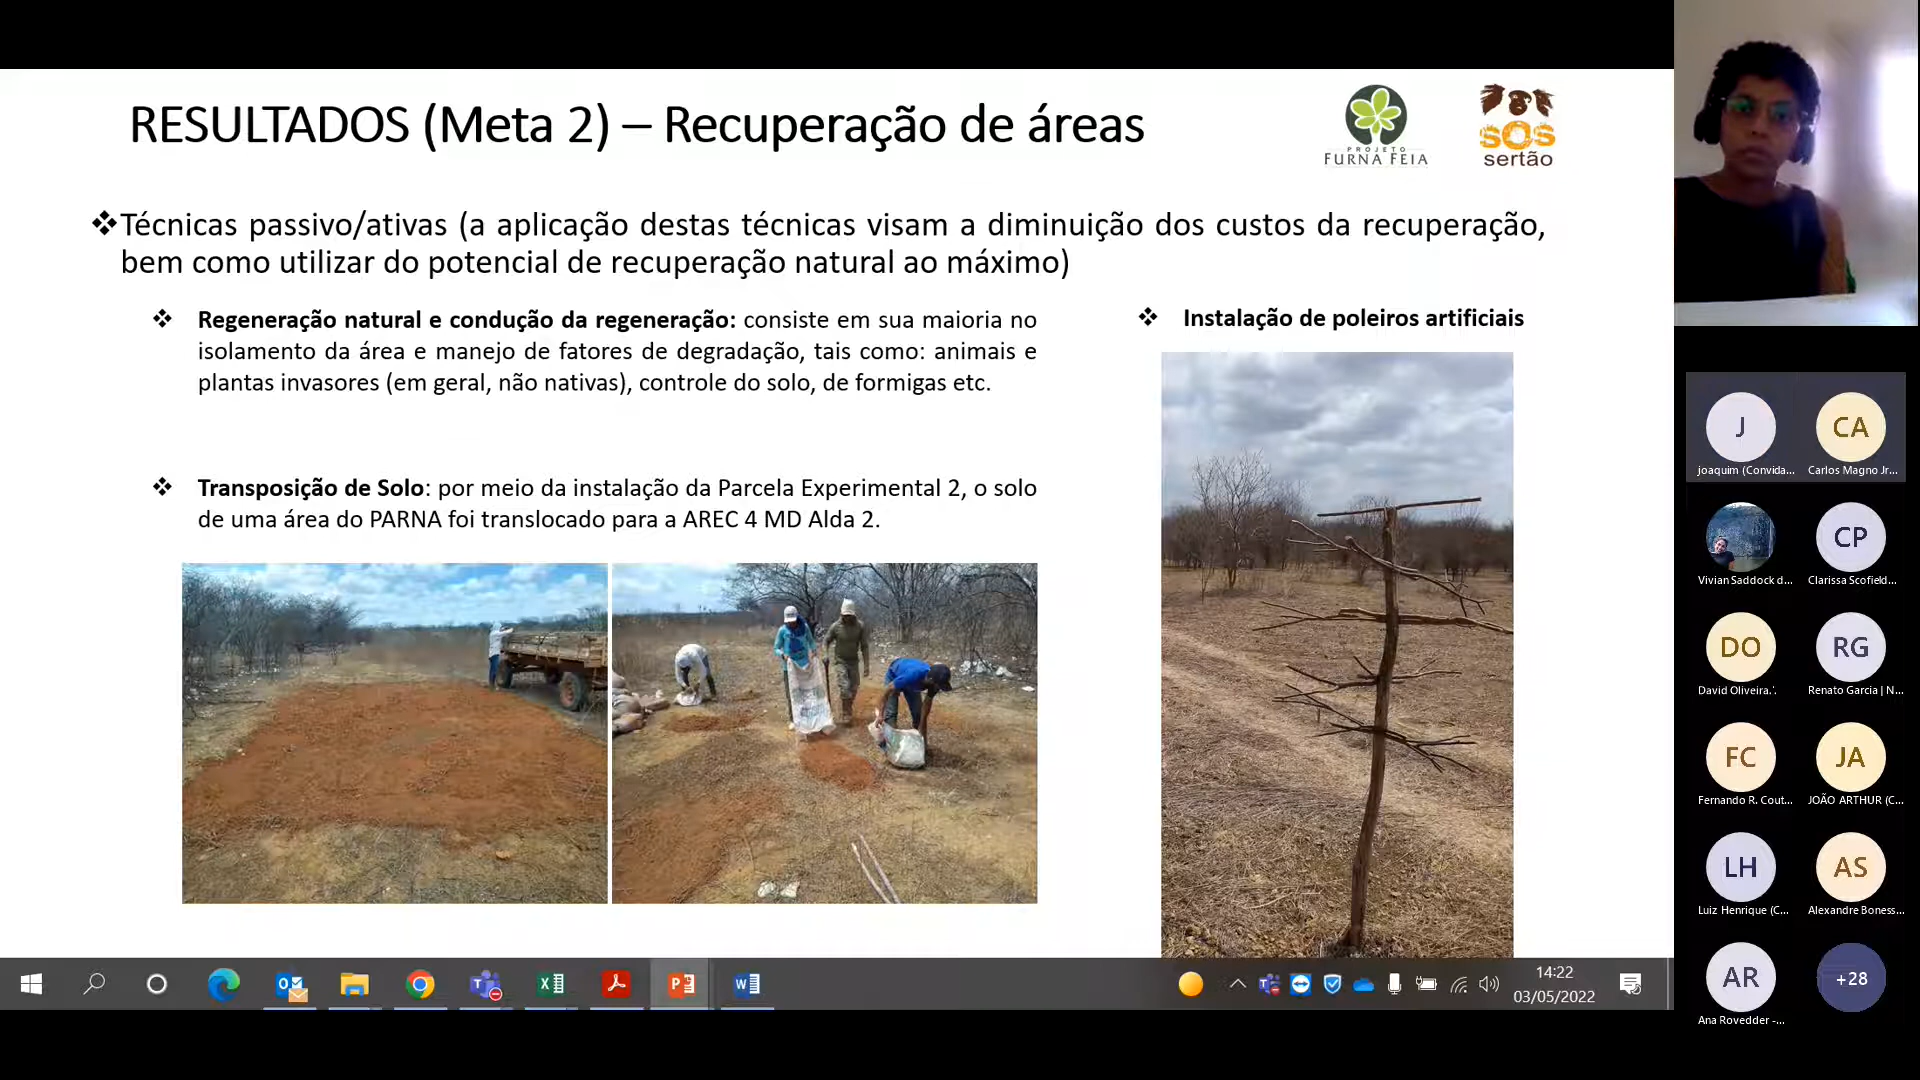 RESULTADOS (Meta 2) – Recuperação de áreas
PROJETO
FURNA FEIA
SOS
sertão
❖Técnicas passivo/ativas (a aplicação destas técnicas visam a diminuição dos custos da recuperação,
bem como utilizar do potencial de recuperação natural ao máximo)
❖ Regeneração natural e condução da regeneração: consiste em sua maioria no
isolamento da área e manejo de fatores de degradação, tais como: animais e
plantas invasores (em geral, não nativas), controle do solo, de formigas etc.
❖ Transposição de Solo: por meio da instalação da Parcela Experimental 2, o solo
de uma área do PARNA foi translocado para a AREC 4 MD Alda 2.
❖ Instalação de poleiros artificiais
J
joaquim (Convida...
CA
Carlos Magno Jr...
Vivian Saddock d...
CP
Clarissa Scofield...
DO
David Oliveira.'.
RG
Renato Garcia | N...
FC
Fernando R. Cout...
JA
JOÃO ARTHUR (C...
LH
Luiz Henrique (C...
AS
Alexandre Boness...
AR
Ana Rovedder -...
+28
14:22
03/05/2022